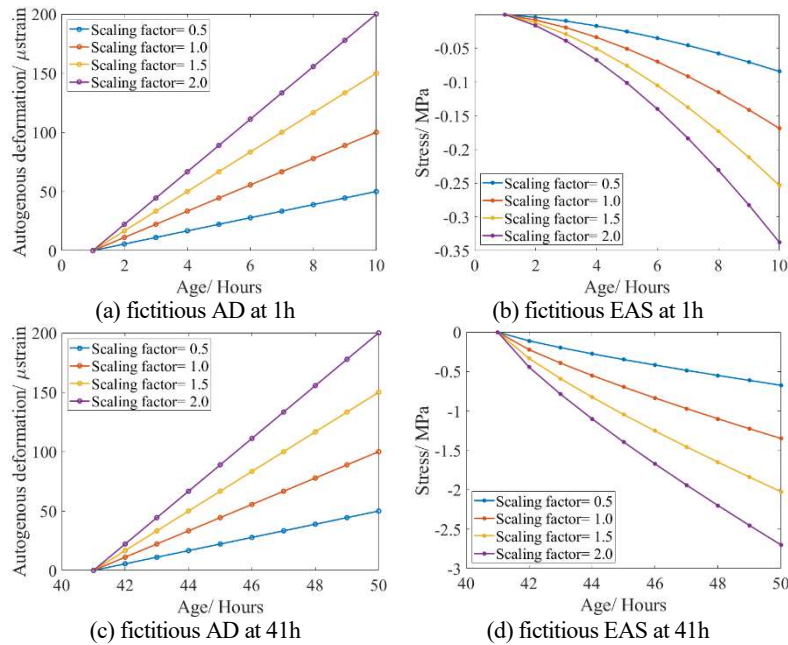 200
150
100
50
0
Autogenous deformation/ μstrain
Scaling factor= 0.5
Scaling factor= 1.0
Scaling factor= 1.5
Scaling factor= 2.0
0 2 4 6 8 10
Age/ Hours
(a) fictitious AD at 1h
-0.05
-0.1
-0.15
-0.2
-0.25
-0.3
-0.35
Stress/ MPa
Scaling factor= 0.5
Scaling factor= 1.0
Scaling factor= 1.5
Scaling factor= 2.0
0 2 4 6 8 10
Age/ Hours
(b) fictitious EAS at 1h
200
150
100
50
0
Autogenous deformation/ μstrain
Scaling factor= 0.5
Scaling factor= 1.0
Scaling factor= 1.5
Scaling factor= 2.0
40 42 44 46 48 50
Age/ Hours
(c) fictitious AD at 41h
0
-0.5
-1
-1.5
-2
-2.5
-3
Stress/ MPa
Scaling factor= 0.5
Scaling factor= 1.0
Scaling factor= 1.5
Scaling factor= 2.0
40 42 44 46 48 50
Age/ Hours
(d) fictitious EAS at 41h